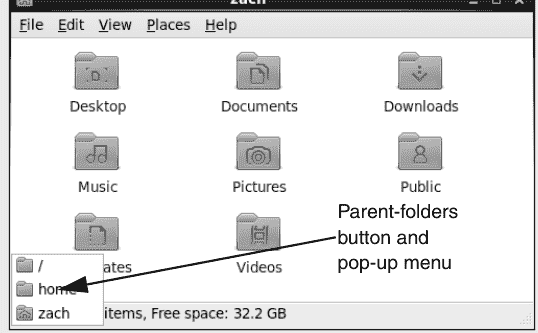 zach
File Edit View Places Help
Desktop Documents Downloads
Music Pictures Public
Videos
Parent-folders
button and
pop-up menu
/
home
zach
items, Free space: 32.2 GB